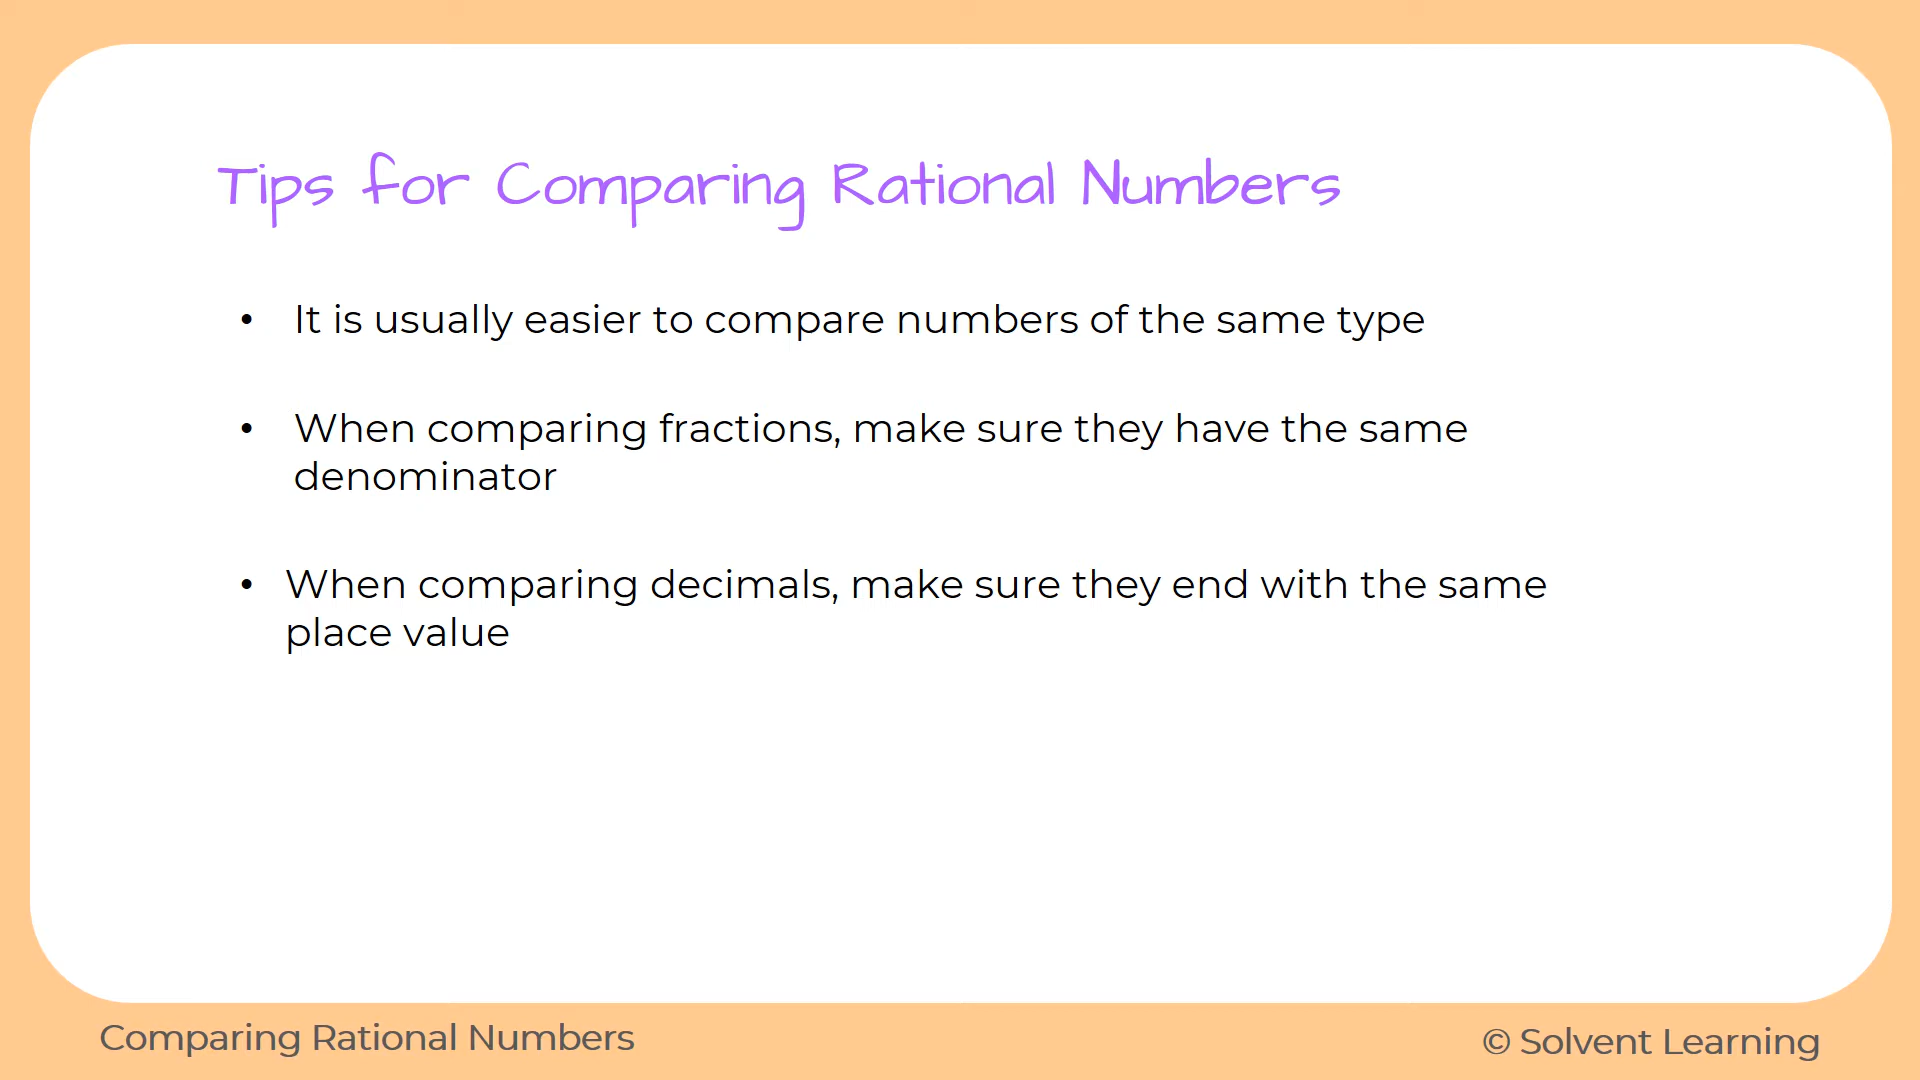 Tips for Comparing Rational Numbers
• It is usually easier to compare numbers of the same type
• When comparing fractions, make sure they have the same
denominator
• When comparing decimals, make sure they end with the same
place value
Comparing Rational Numbers
© Solvent Learning